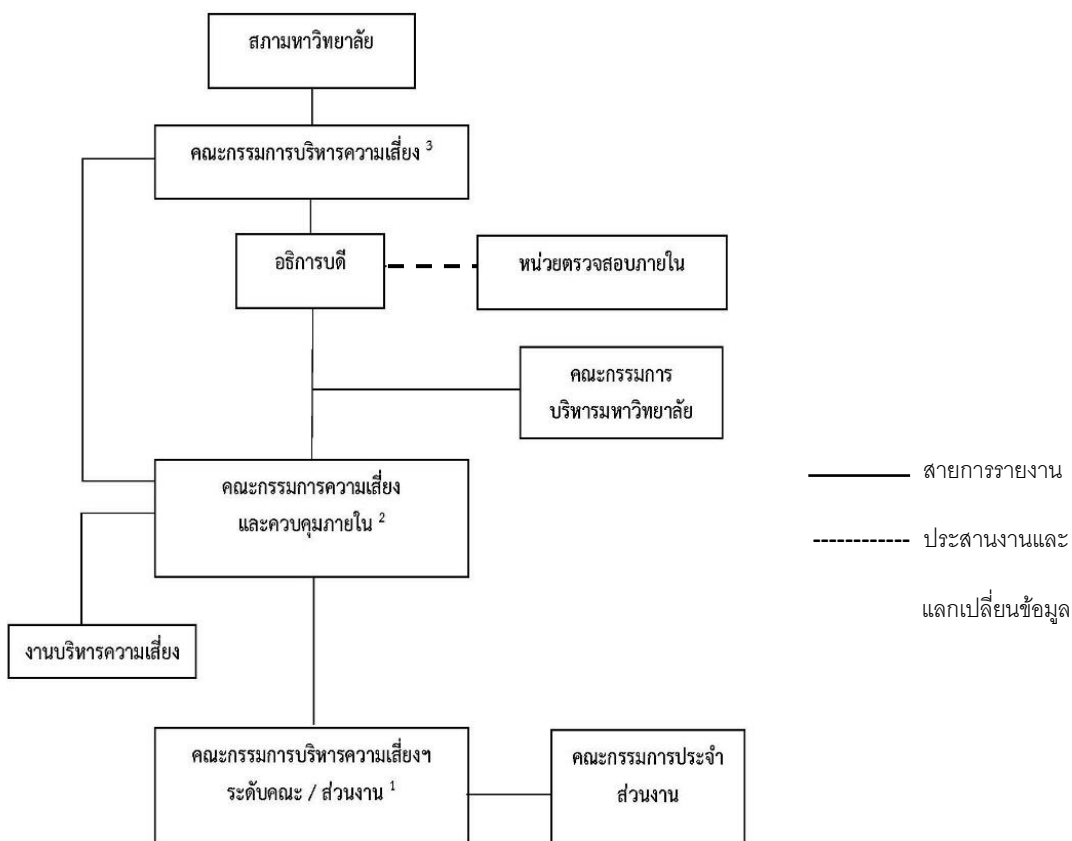 สภามหาวิทยาลัย
คณะกรรมการบริหารความเสี่ยง ³
อธิการบดี
หน่วยตรวจสอบภายใน
คณะกรรมการ
บริหารมหาวิทยาลัย
คณะกรรมการความเสี่ยง
และควบคุมภายใน ²
สายการรายงาน
ประสานงานและ
แลกเปลี่ยนข้อมูล
งานบริหารความเสี่ยง
คณะกรรมการบริหารความเสี่ยงฯ
ระดับคณะ / ส่วนงาน ¹
คณะกรรมการประจำ
ส่วนงาน